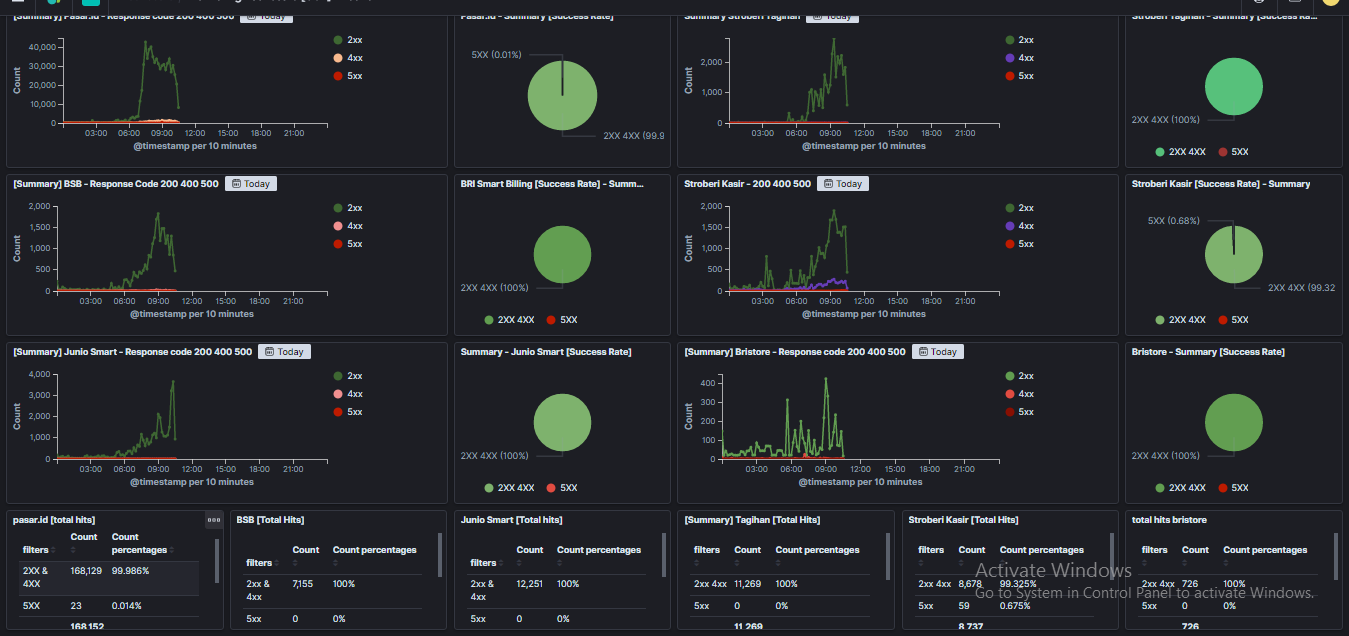 [Summary] Pasar.id - Response Code 200 400 500 Today
40,000
30,000
20,000
10,000
0
Count
03:00 06:00 09:00 12:00 15:00 18:00 21:00
@timestamp per 10 minutes
2xx
4xx
5xx
Pasar.id - Summary [Success Rate]
5XX (0.01%)
2XX 4XX (99.9
Summary Stroberi Tagihan Today
2,000
1,000
0
Count
03:00 06:00 09:00 12:00 15:00 18:00 21:00
@timestamp per 10 minutes
2xx
4xx
5xx
Stroberi Tagihan - Summary [Success Ra...
2XX 4XX (100%)
2XX 4XX 5XX
[Summary] BSB - Response Code 200 400 500 Today
2,000
1,500
1,000
500
0
Count
03:00 06:00 09:00 12:00 15:00 18:00 21:00
@timestamp per 10 minutes
2xx
4xx
5xx
BRI Smart Billing [Success Rate] - Summ...
2XX 4XX (100%)
2XX 4XX 5XX
Stroberi Kasir - 200 400 500 Today
2,000
1,500
1,000
500
0
Count
03:00 06:00 09:00 12:00 15:00 18:00 21:00
@timestamp per 10 minutes
2xx
4xx
5xx
Stroberi Kasir [Success Rate] - Summary
5XX (0.68%)
2XX 4XX (99.32
2XX 4XX 5XX
[Summary] Junio Smart - Response code 200 400 500 Today
4,000
3,000
2,000
1,000
0
Count
03:00 06:00 09:00 12:00 15:00 18:00 21:00
@timestamp per 10 minutes
2xx
4xx
5xx
Summary - Junio Smart [Success Rate]
2XX 4XX (100%)
2XX 4XX 5XX
[Summary] Bristore - Response code 200 400 500 Today
400
300
200
100
0
Count
03:00 06:00 09:00 12:00 15:00 18:00 21:00
@timestamp per 10 minutes
2xx
4xx
5xx
Bristore - Summary [Success Rate]
2XX 4XX (100%)
2XX 4XX 5XX
pasar.id [total hits]
filters Count Count percentages
2XX & 4XX 168,129 99.986%
5XX 23 0.014%
168,152
BSB [Total Hits]
filters Count Count percentages
2xx & 4xx 7,155 100%
5xx 0 0%
Junio Smart [Total hits]
filters Count Count percentages
2xx & 4xx 12,251 100%
5xx 0 0%
[Summary] Tagihan [Total Hits]
filters Count Count percentages
2xx 4xx 11,269 100%
5xx 0 0%
11,269
Stroberi Kasir [Total Hits]
filters Count Count percentages
2xx 4xx 8,678 99.325%
5xx 59 0.675%
8,737
total hits bristore
filters Count Count percentages
2xx 4xx 726 100%
5xx 0 0%
726
Activate Windows
Go to System in Control Panel to activate Windows.